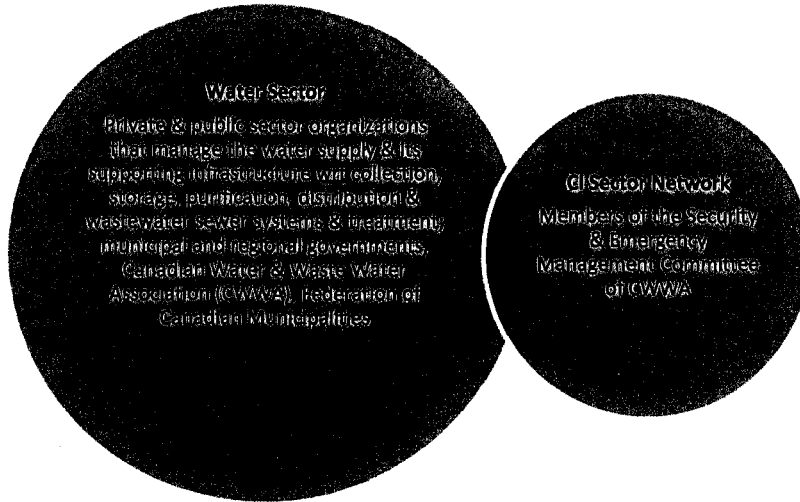 Water Sector
Private & public sector organizations
that manage the water supply & its
supporting infrastructure wrt collection,
storage, purification, distribution &
wastewater sewer systems & treatment;
municipal and regional governments,
Canadian Water & Waste Water
Association (CWWA), Federation of
Canadian Municipalities
CI Sector Network
Members of the Security
& Emergency
Management Committee
of CWWA